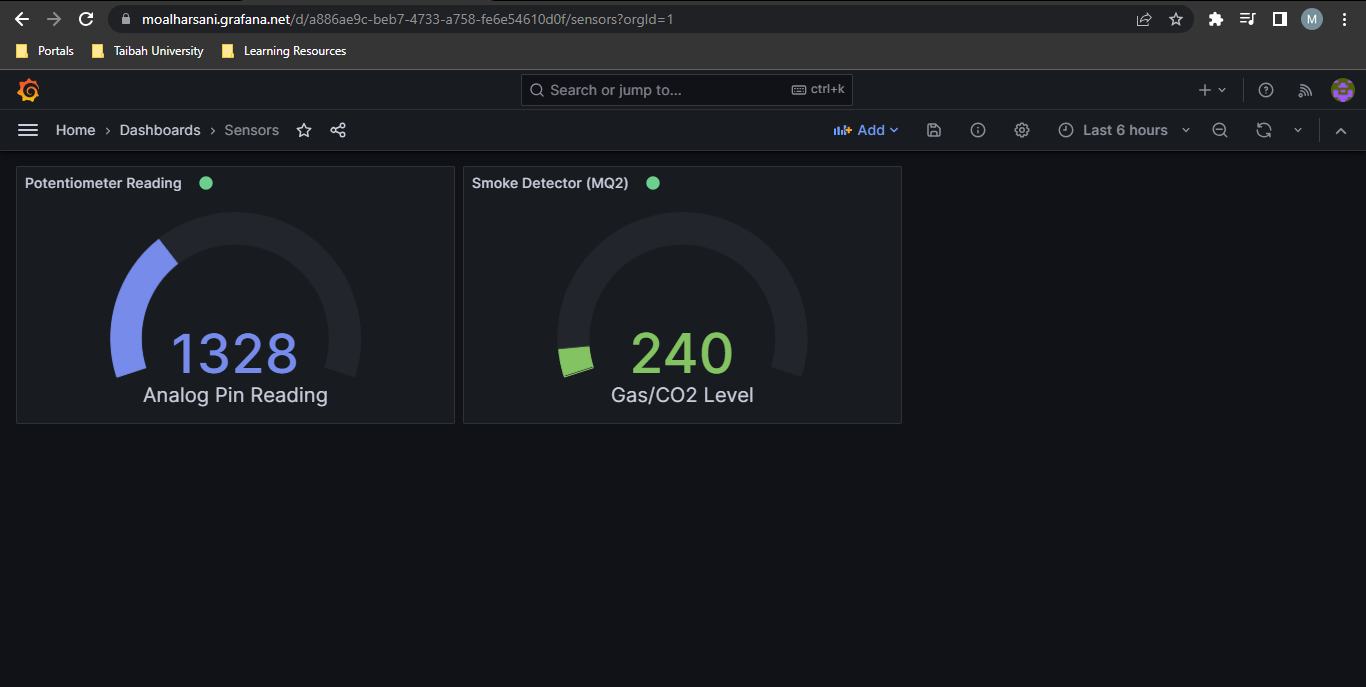 moalharsani.grafana.net/d/a886ae9c-beb7-4733-a758-fe6e54610d0f/sensors?orgId=1
M
Portals Taibah University Learning Resources
Search or jump to... ctrl+k
Home › Dashboards › Sensors Add Last 6 hours
Potentiometer Reading
1328
Analog Pin Reading
Smoke Detector (MQ2)
240
Gas/CO2 Level